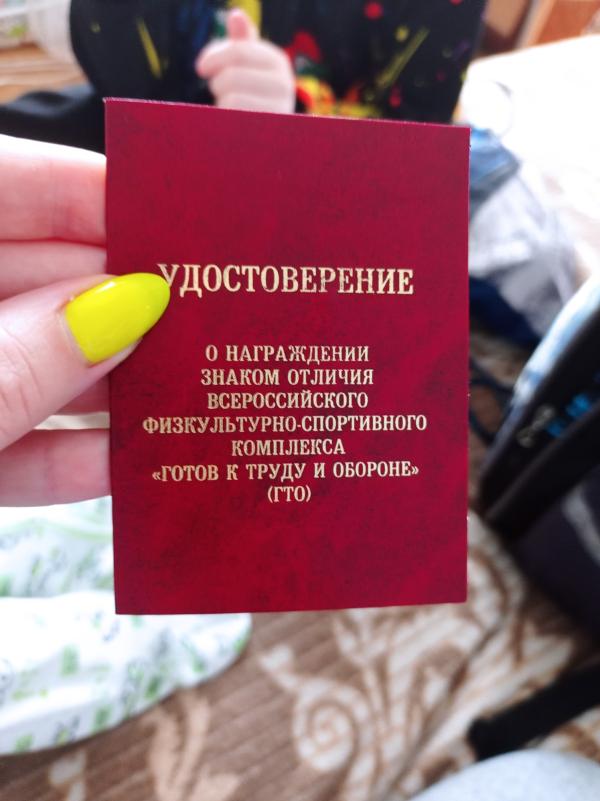 УДОСТОВЕРЕНИЕ
О НАГРАЖДЕНИИ
ЗНАКОМ ОТЛИЧИЯ
ВСЕРОССИЙСКОГО
ФИЗКУЛЬТУРНО-СПОРТИВНОГО
КОМПЛЕКСА
«ГОТОВ К ТРУДУ И ОБОРОНЕ»
(ГТО)